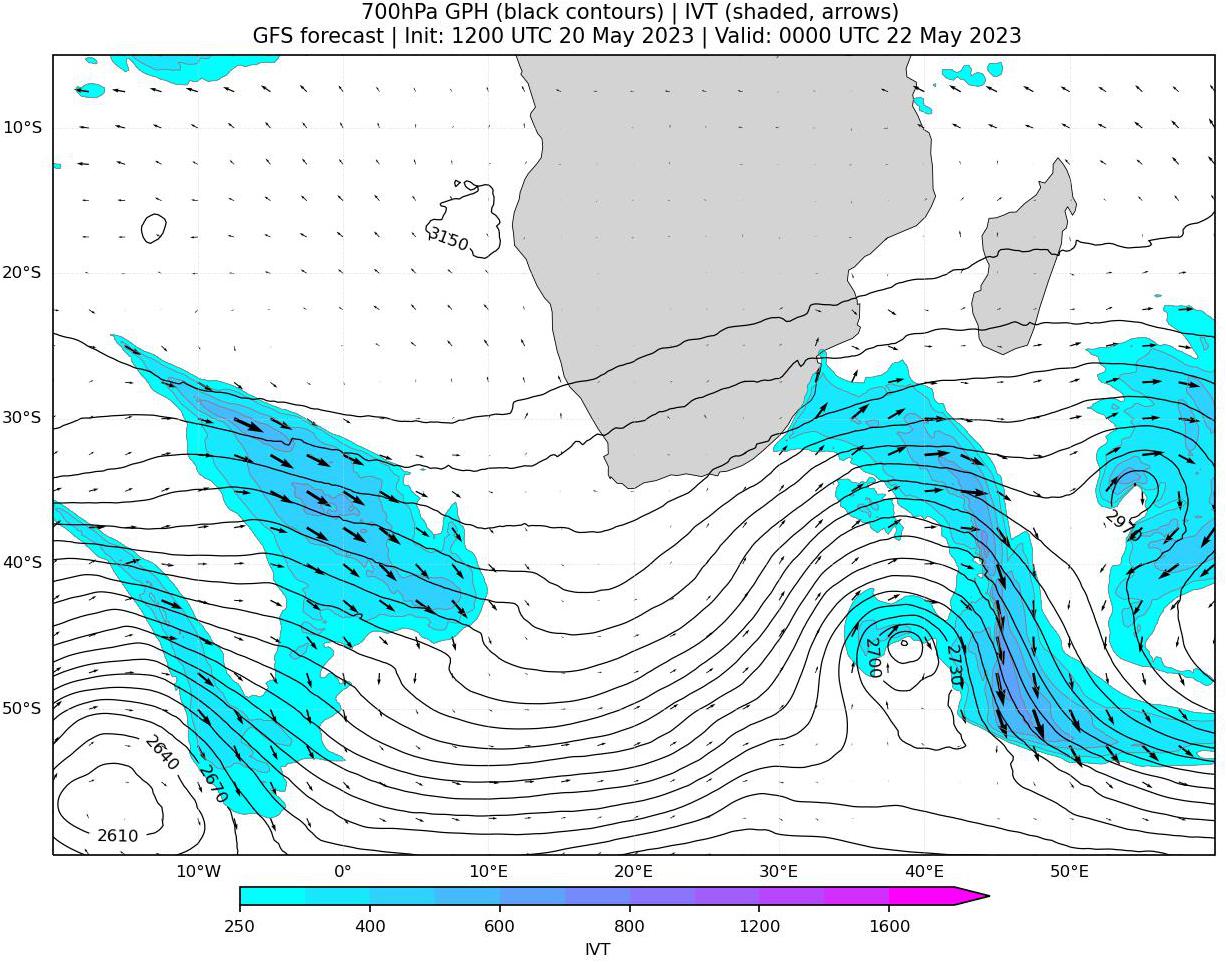 700hPa GPH (black contours) | IVT (shaded, arrows)
GFS forecast | Init: 1200 UTC 20 May 2023 | Valid: 0000 UTC 22 May 2023
10°S
20°S
30°S
40°S
50°S
3150
2970
2700
2730
2640
2670
2610
10°W 0° 10°E 20°E 30°E 40°E 50°E
250 400 600 800 1200 1600
IVT